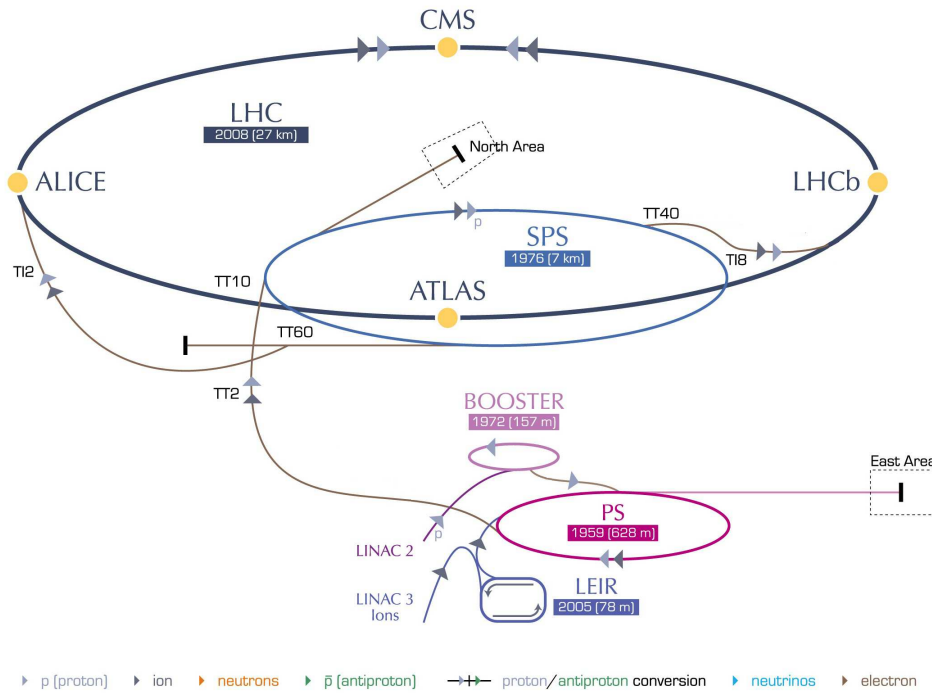 CMS
LHC
2008 (27 km)
North Area
ALICE
LHCb
TT40
SPS
1976 (7 km)
p
TI2
TT10
TI8
ATLAS
TT60
TT2
BOOSTER
1972 (157 m)
East Area
PS
1959 (628 m)
p
LINAC 2
LINAC 3
Ions
LEIR
2005 (78 m)
p (proton) ion neutrons p̄ (antiproton) proton/antiproton conversion neutrinos electron